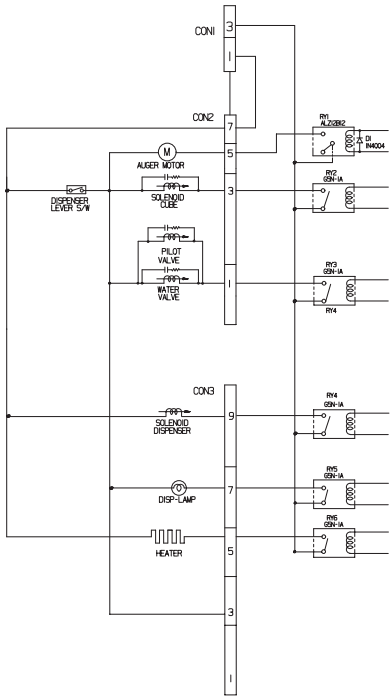 CON1
3
1
CON2
7
RY1
ALZ12B12
D1
1N4004
M
AUGER MOTOR
5
RY2
G5N-1A
DISPENSER
LEVER S/W
SOLENOID
CUBE
3
PILOT
VALVE
RY3
G5N-1A
WATER
VALVE
1
RY4
CON3
RY4
G5N-1A
9
SOLENOID
DISPENSER
RY5
G5N-1A
7
DISP-LAMP
RY6
G5N-1A
HEATER
5
3
1